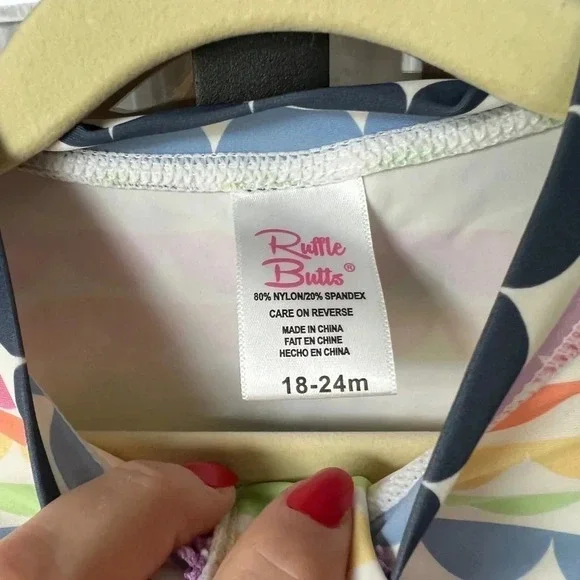 Ruffle
Butts®
80% NYLON/20% SPANDEX
CARE ON REVERSE
MADE IN CHINA
FAIT EN CHINE
HECHO EN CHINA
18-24m